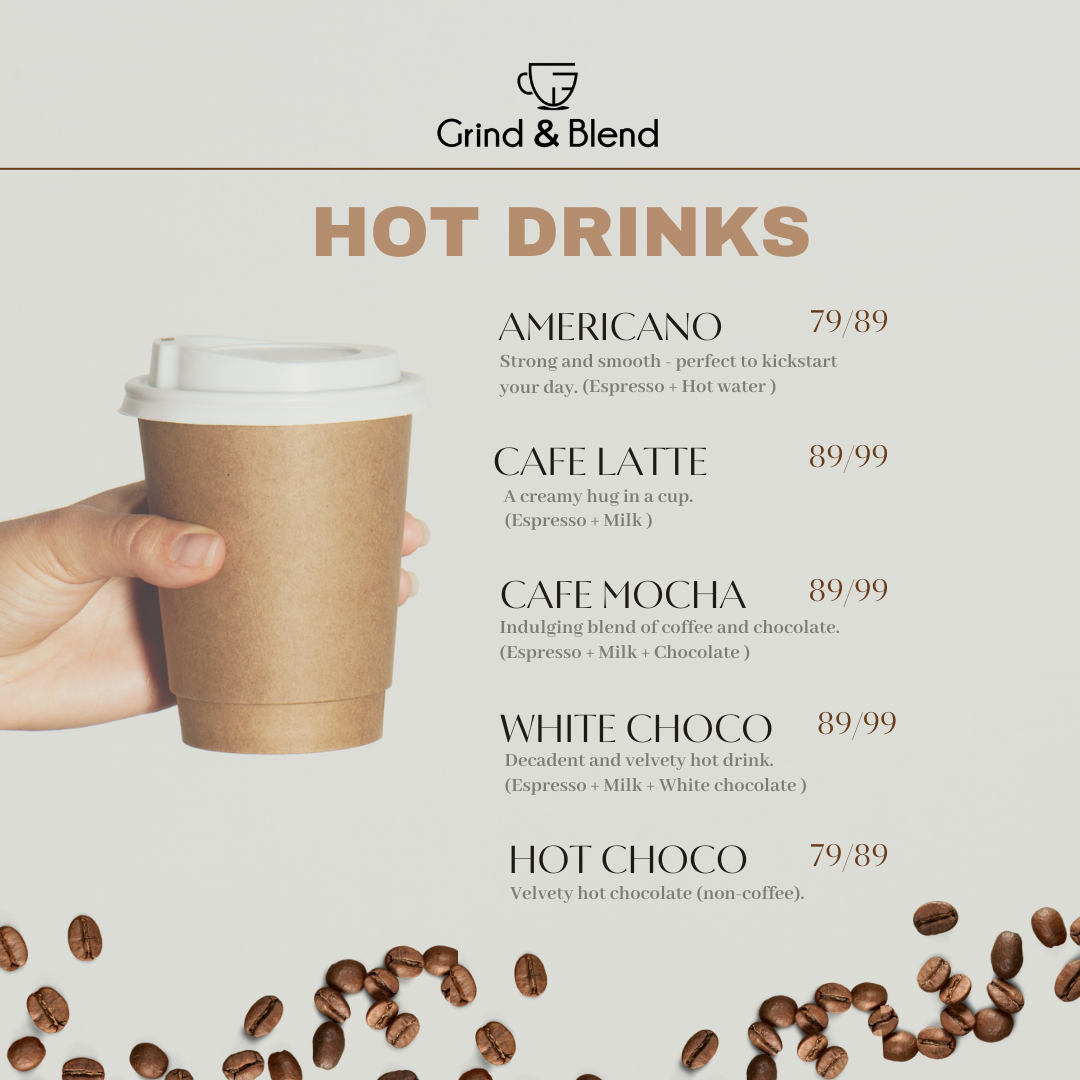 Grind & Blend
HOT DRINKS
AMERICANO 79/89
Strong and smooth - perfect to kickstart
your day. (Espresso + Hot water )
CAFE LATTE 89/99
A creamy hug in a cup.
(Espresso + Milk )
CAFE MOCHA 89/99
Indulging blend of coffee and chocolate.
(Espresso + Milk + Chocolate )
WHITE CHOCO 89/99
Decadent and velvety hot drink.
(Espresso + Milk + White chocolate )
HOT CHOCO 79/89
Velvety hot chocolate (non-coffee).